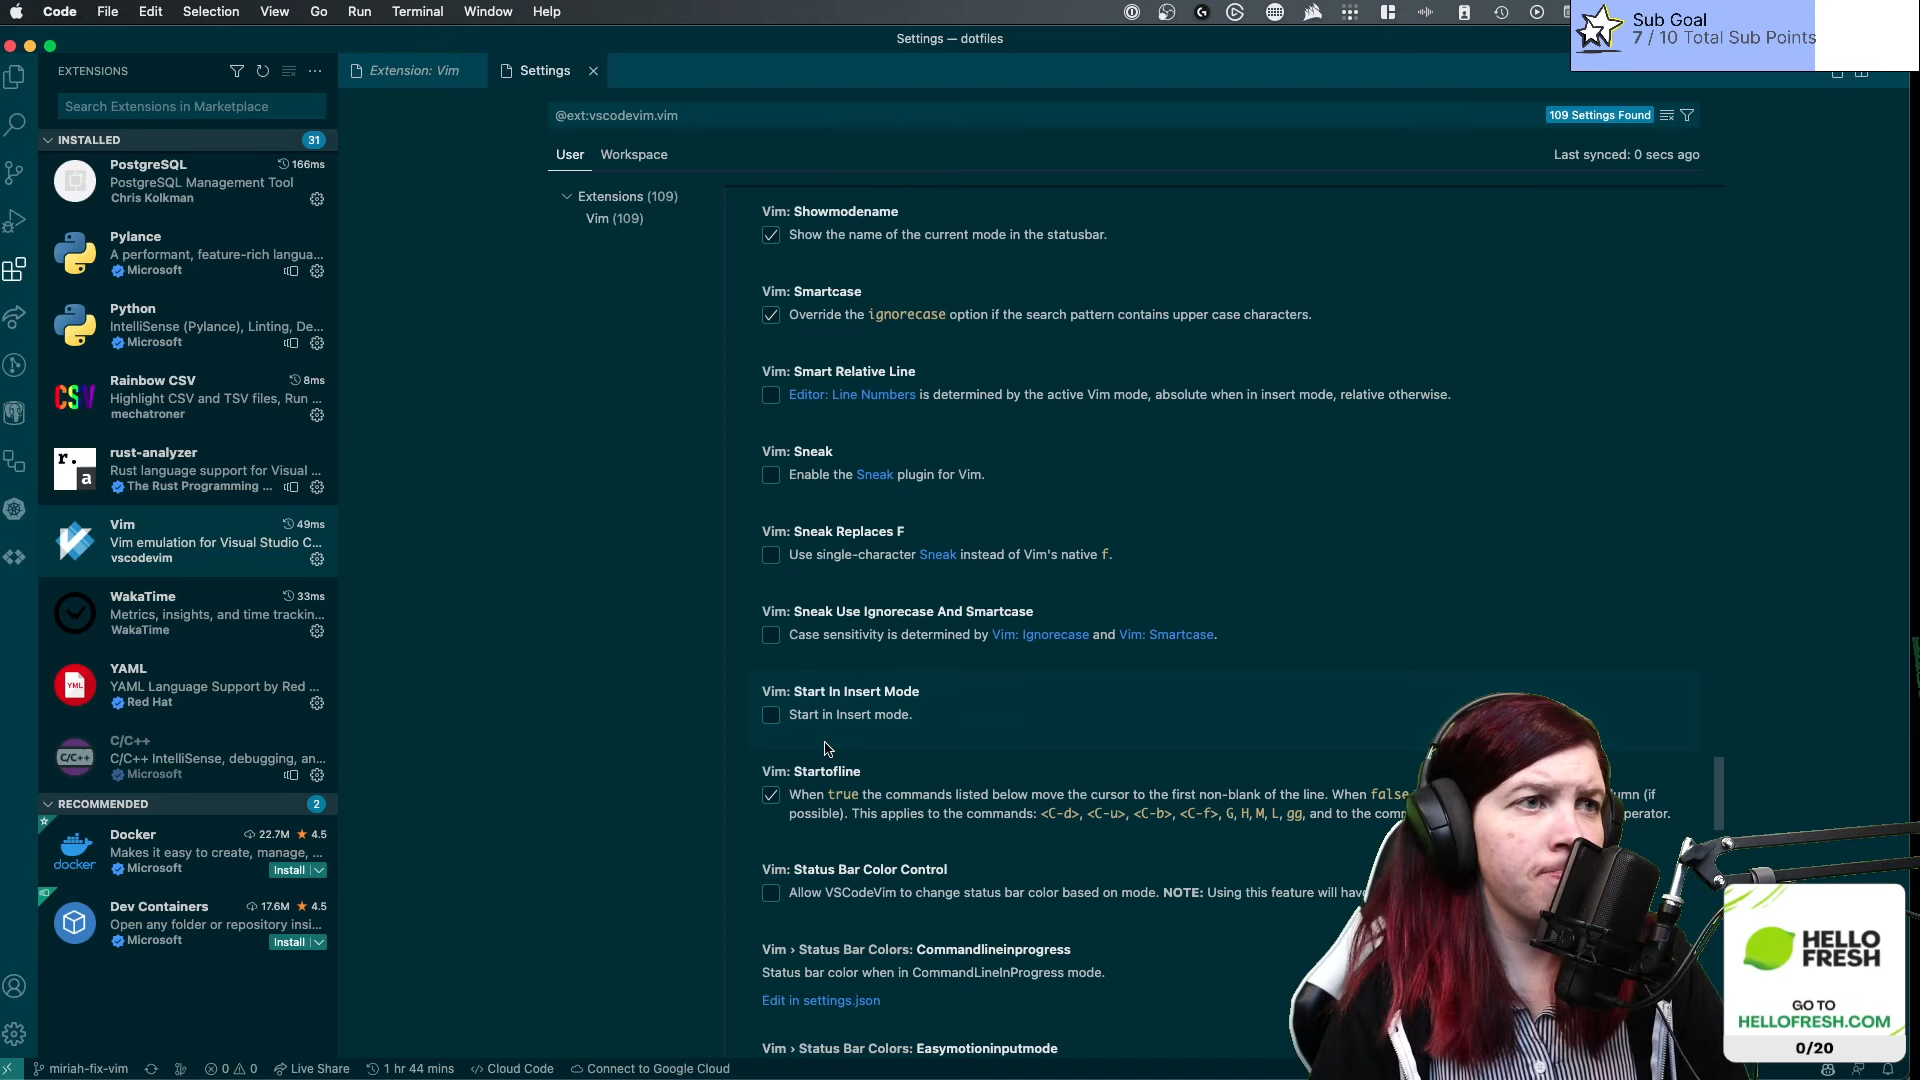 Code File Edit Selection View Go Run Terminal Window Help
Sub Goal
7 / 10 Total Sub Points
Settings — dotfiles
EXTENSIONS
Extension: Vim
Settings
Search Extensions in Marketplace
@ext:vscodevim.vim
109 Settings Found
INSTALLED
31
User
Workspace
Last synced: 0 secs ago
Extensions (109)
Vim (109)
PostgreSQL
166ms
PostgreSQL Management Tool
Chris Kolkman
Pylance
A performant, feature-rich langua...
Microsoft
Python
IntelliSense (Pylance), Linting, De...
Microsoft
CSV
Rainbow CSV
8ms
Highlight CSV and TSV files, Run ...
mechatroner
r.
a
rust-analyzer
Rust language support for Visual ...
The Rust Programming ...
Vim
49ms
Vim emulation for Visual Studio C...
vscodevim
WakaTime
33ms
Metrics, insights, and time trackin...
WakaTime
YML
YAML
YAML Language Support by Red ...
Red Hat
C/C++
C/C++
C/C++ IntelliSense, debugging, an...
Microsoft
RECOMMENDED
2
docker
Docker
22.7M ★ 4.5
Makes it easy to create, manage, ...
Microsoft
Install
Dev Containers
17.6M ★ 4.5
Open any folder or repository insi...
Microsoft
Install
Vim: Showmodename
Show the name of the current mode in the statusbar.
Vim: Smartcase
Override the ignorecase option if the search pattern contains upper case characters.
Vim: Smart Relative Line
Editor: Line Numbers is determined by the active Vim mode, absolute when in insert mode, relative otherwise.
Vim: Sneak
Enable the Sneak plugin for Vim.
Vim: Sneak Replaces F
Use single-character Sneak instead of Vim's native f.
Vim: Sneak Use Ignorecase And Smartcase
Case sensitivity is determined by Vim: Ignorecase and Vim: Smartcase.
Vim: Start In Insert Mode
Start in Insert mode.
Vim: Startofline
When true the commands listed below move the cursor to the first non-blank of the line. When false (if
possible). This applies to the commands: <C-d>, <C-u>, <C-b>, <C-f>, G, H, M, L, gg, and to the
Vim: Status Bar Color Control
Allow VSCodeVim to change status bar color based on mode. NOTE: Using this feature will have
Vim › Status Bar Colors: Commandlineinprogress
Status bar color when in CommandLineInProgress mode.
Edit in settings.json
Vim › Status Bar Colors: Easymotioninputmode
HELLO
FRESH
GO TO
HELLOFRESH.COM
0/20
miriah-fix-vim
0 0
Live Share
1 hr 44 mins
Cloud Code
Connect to Google Cloud